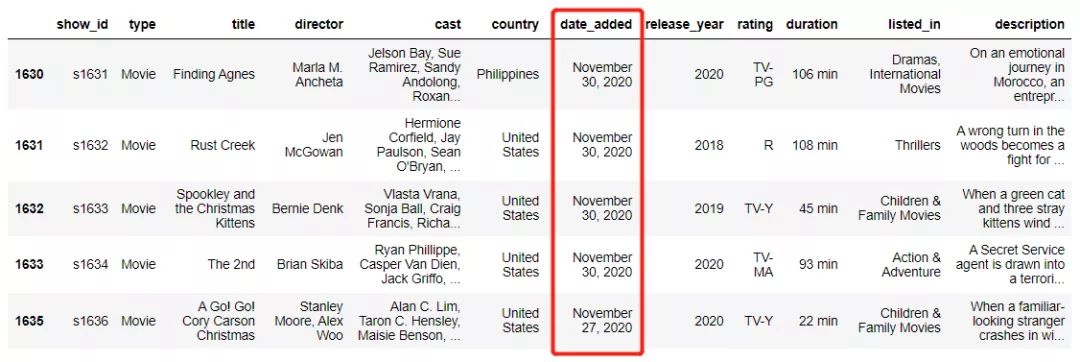 show_id type title director cast country date_added release_year rating duration listed_in description
1630 s1631 Movie Finding Agnes Marla M. Ancheta Jelson Bay, Sue Ramirez, Sandy Andolong, Roxan... Philippines November 30, 2020 2020 TV-PG 106 min Dramas, International Movies On an emotional journey in Morocco, an entrepr...
1631 s1632 Movie Rust Creek Jen McGowan Hermione Corfield, Jay Paulson, Sean O'Bryan, ... United States November 30, 2020 2018 R 108 min Thrillers A wrong turn in the woods becomes a fight for ...
1632 s1633 Movie Spookley and the Christmas Kittens Bernie Denk Vlasta Vrana, Sonja Ball, Craig Francis, Richa... United States November 30, 2020 2019 TV-Y 45 min Children & Family Movies When a green cat and three stray kittens wind ...
1633 s1634 Movie The 2nd Brian Skiba Ryan Phillippe, Casper Van Dien, Jack Griffo, ... United States November 30, 2020 2020 TV-MA 93 min Action & Adventure A Secret Service agent is drawn into a terrori...
1635 s1636 Movie A Go! Go! Cory Carson Christmas Stanley Moore, Alex Woo Alan C. Lim, Taron C. Hensley, Maisie Benson, ... United States November 27, 2020 2020 TV-Y 22 min Children & Family Movies When a familiar-looking stranger crashes in wi...